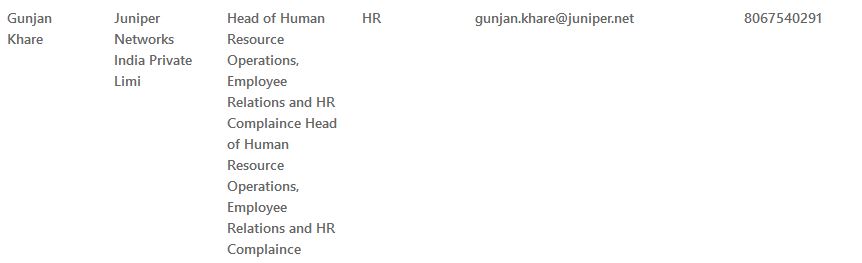 Gunjan
Khare
Juniper
Networks
India Private
Limi
Head of Human
Resource
Operations,
Employee
Relations and HR
Complaince Head
of Human
Resource
Operations,
Employee
Relations and HR
Complaince
HR
gunjan.khare@juniper.net
8067540291